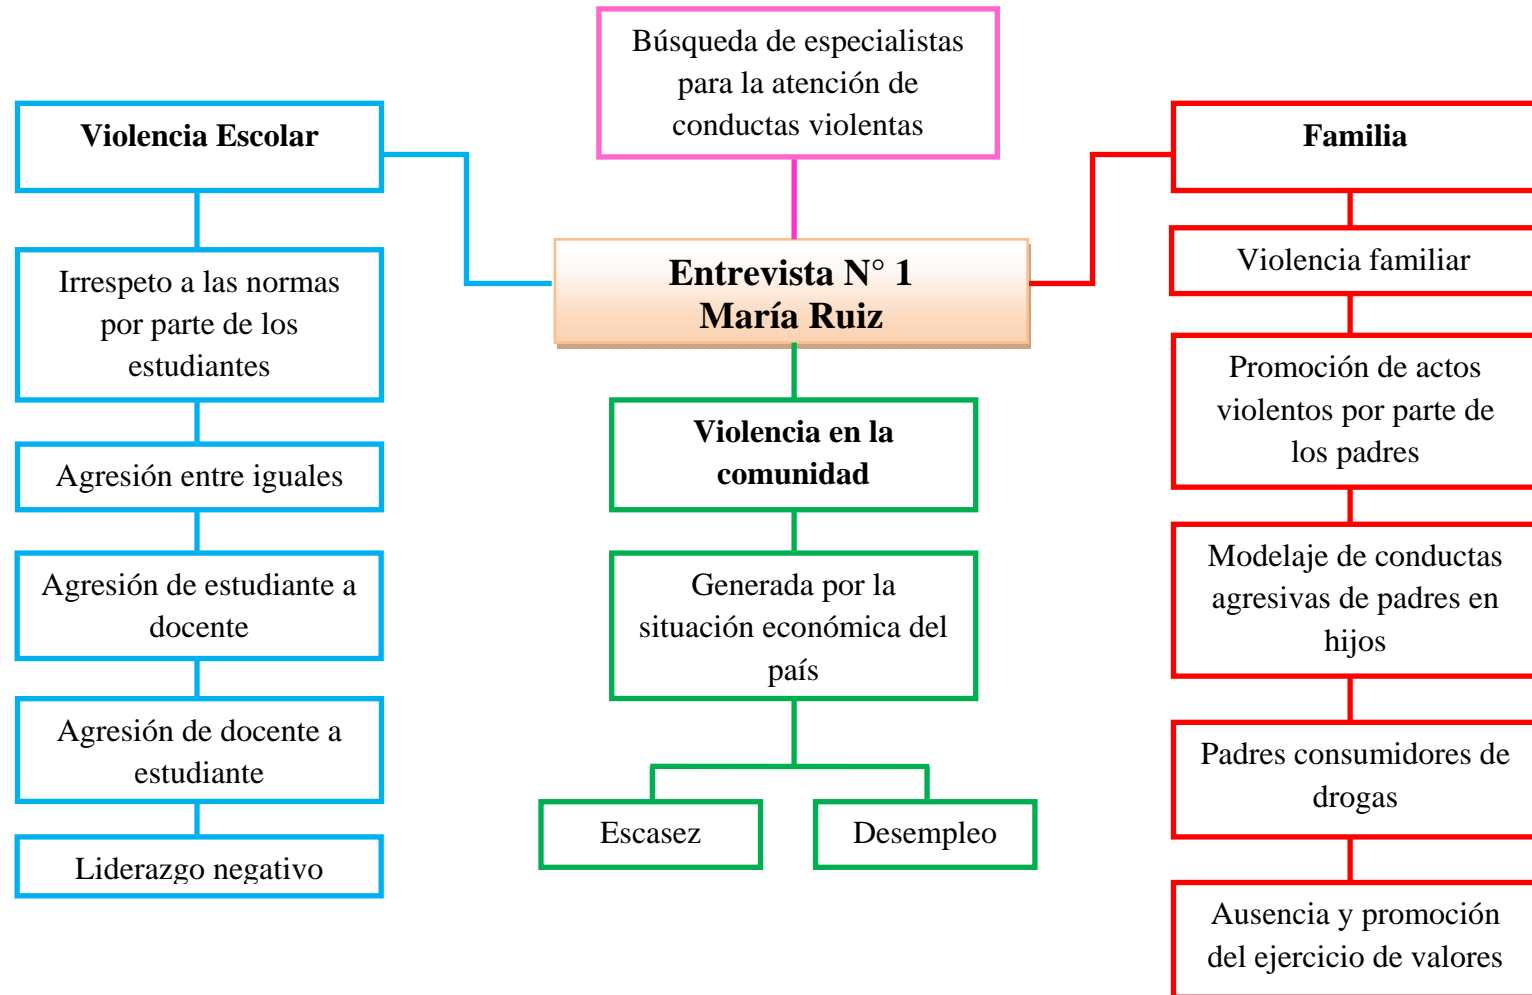 Búsqueda de especialistas
para la atención de
conductas violentas
Violencia Escolar
Irrespeto a las normas
por parte de los
estudiantes
Agresión entre iguales
Agresión de estudiante a
docente
Agresión de docente a
estudiante
Liderazgo negativo
Entrevista N° 1
María Ruiz
Violencia en la
comunidad
Generada por la
situación económica del
país
Escasez
Desempleo
Familia
Violencia familiar
Promoción de actos
violentos por parte de
los padres
Modelaje de conductas
agresivas de padres en
hijos
Padres consumidores de
drogas
Ausencia y promoción
del ejercicio de valores